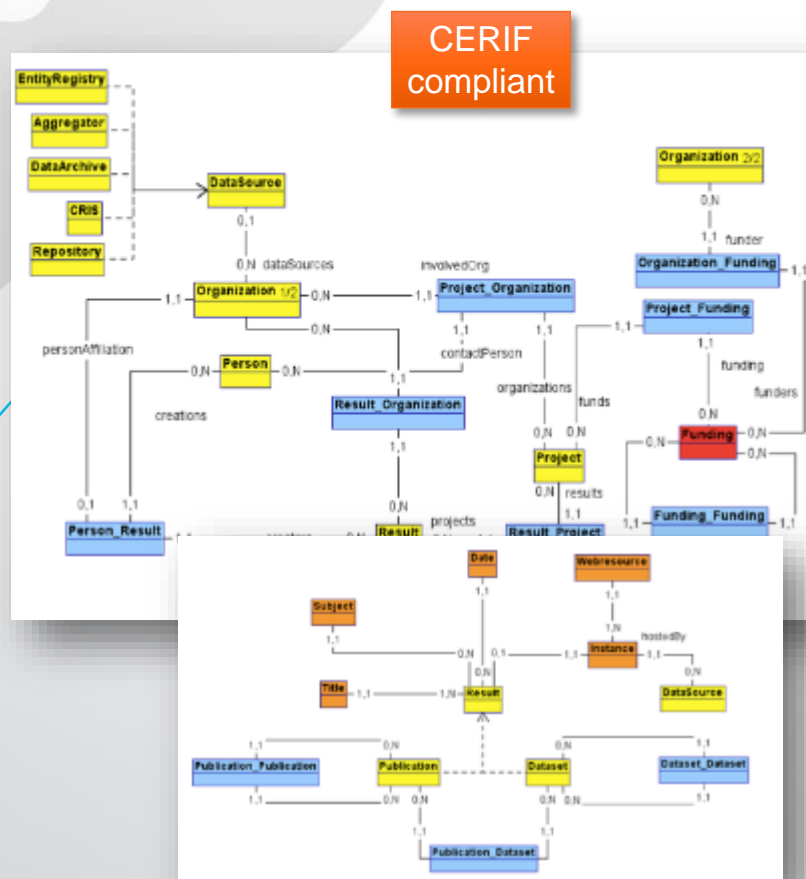 CERIF
compliant
EntityRegistry
Aggregator
DataArchive
CRIS
Repository
DataSource
0,1
0,N dataSources
Organization 1/2
1,1
0,N
1,1
involvedOrg
Project_Organization
0,N
1,1
1,1
personAffiliation
contactPerson
0,N
Person
0,N
1,1
creations
Result_Organization
1,1
organizations
funds
0,N
0,N
0,N
Project
0,N
results
1,1
0,1
1,1
Person_Result
Result
projects
Result_Project
Organization 2/2
0,N
1,1 funder
Organization_Funding
1,1
Project_Funding
1,1
1,1
funding
funders
0,N
Funding
0,N
0,N
0,N
Funding_Funding
1,1
1,1
Date
1,1
Webresource
1,1
Subject
1,1
1,N
hostedBy
0,N
0,1
1,1
Instance
1,1
0,N
0,N
Title
1,1
1,N
Result
DataSource
1,1
0,N
0,N
1,1
Publication_Publication
Publication
Dataset
Dataset_Dataset
1,1
0,N
0,N
0,N
0,N
1,1
1,1
1,1
Publication_Dataset